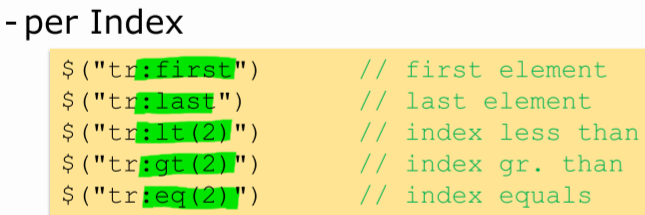 - per Index
$("tr:first") // first element
$("tr:last") // last element
$("tr:lt(2)") // index less than
$("tr:gt(2)") // index gr. than
$("tr:eq(2)") // index equals